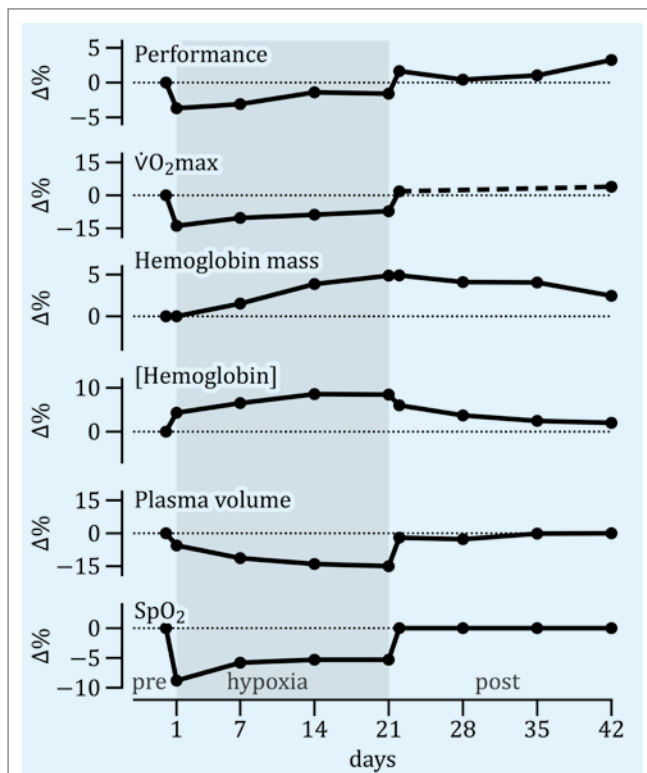 Performance
Δ%
5
0
−5
V̇O₂max
Δ%
15
0
−15
Hemoglobin mass
Δ%
5
0
[Hemoglobin]
Δ%
10
0
Plasma volume
Δ%
15
0
−15
SpO₂
Δ%
0
−5
−10
pre hypoxia post
1 7 14 21 28 35 42
days